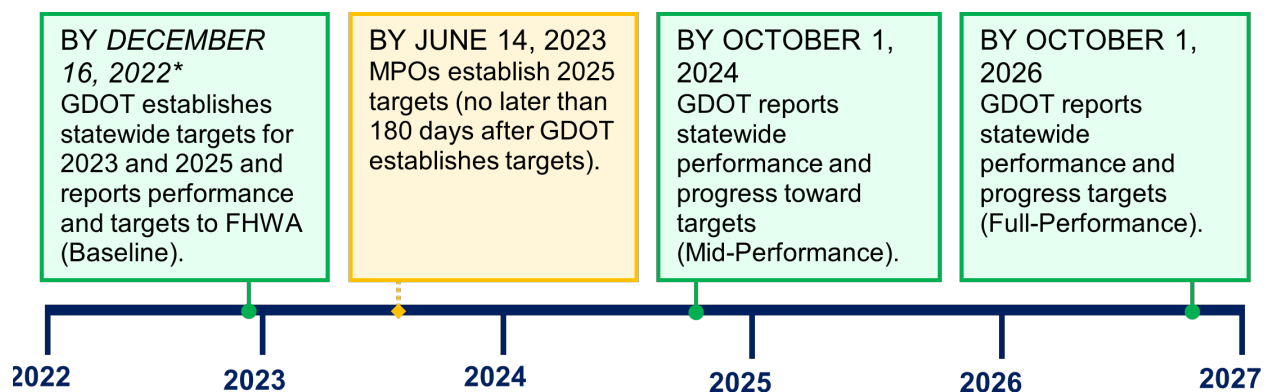 BY DECEMBER
16, 2022*
GDOT establishes
statewide targets for
2023 and 2025 and
reports performance
and targets to FHWA
(Baseline).
BY JUNE 14, 2023
MPOs establish 2025
targets (no later than
180 days after GDOT
establishes targets).
BY OCTOBER 1,
2024
GDOT reports
statewide
performance and
progress toward
targets
(Mid-Performance).
BY OCTOBER 1,
2026
GDOT reports
statewide
performance and
progress targets
(Full-Performance).
2022
2023
2024
2025
2026
2027